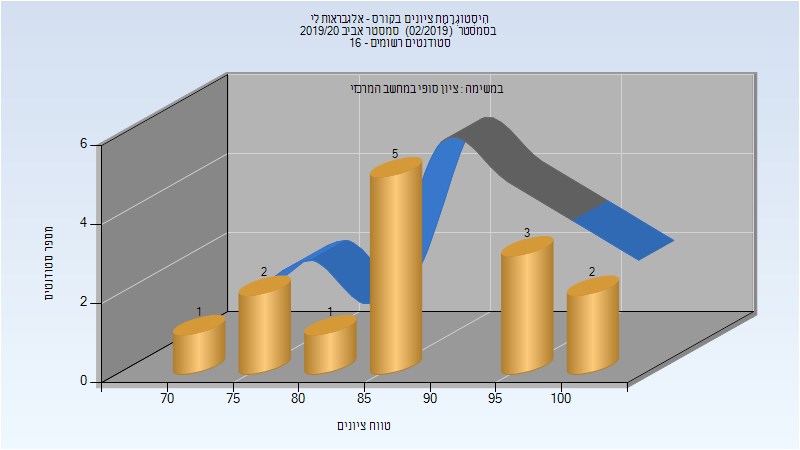 היסטוגרמת ציונים בקורס - אלגבראות לי
בסמסטר (02/2019) סמסטר אביב 2019/20
סטודנטים רשומים - 16
במשימה : ציון סופי במחשב המרכזי
מספר סטודנטים
6
4
2
0
1
2
1
5
3
2
70
75
80
85
90
95
100
טווח ציונים